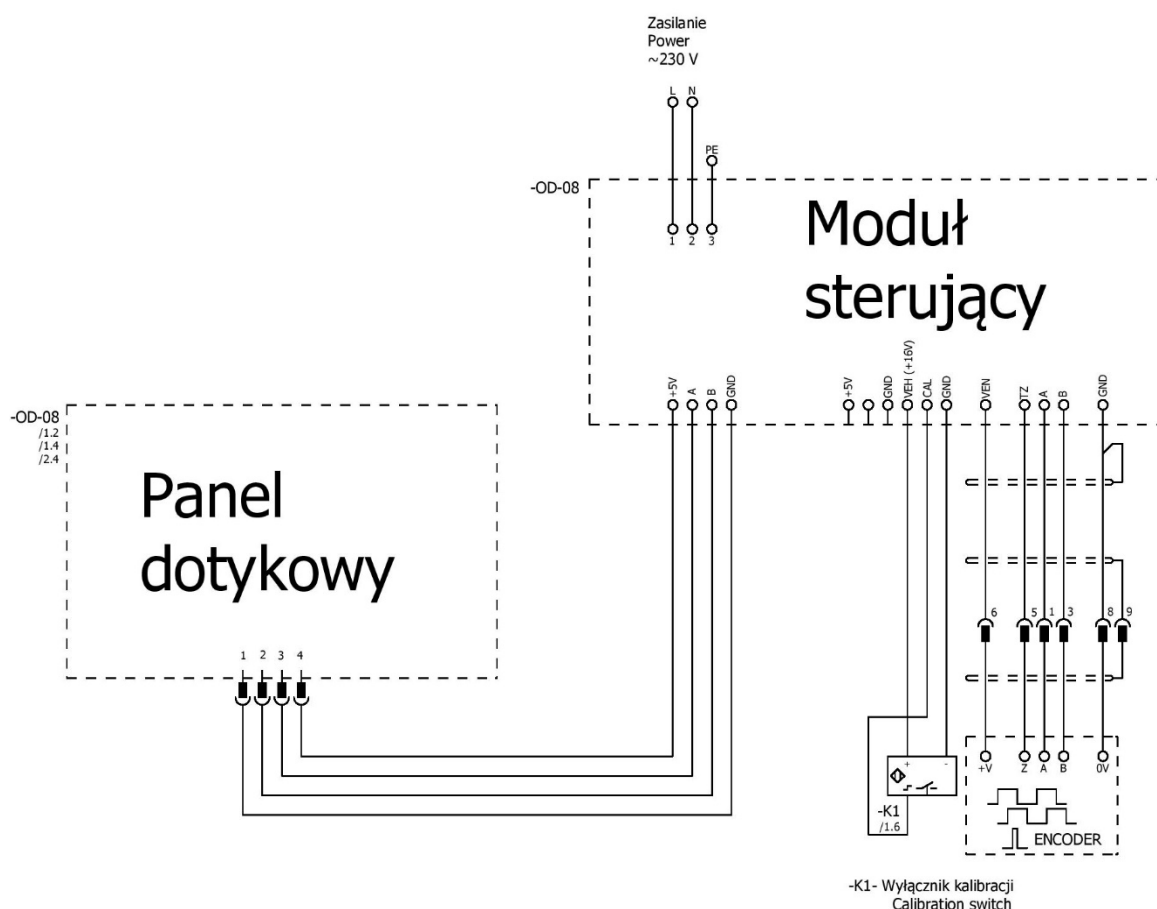 Zasilanie
Power
~230 V
L N
PE
-OD-08
1 2 3
Moduł
sterujący
+5V A B GND
+5V GND VEH (+16V) CAL GND VEN TZ A B GND
-OD-08
/1.2
/1.4
/2.4
Panel
dotykowy
1 2 3 4
6 5 1 3 8 9
+ -
-K1
/1.6
+V Z A B 0V
ENCODER
-K1- Wyłącznik kalibracji
Calibration switch